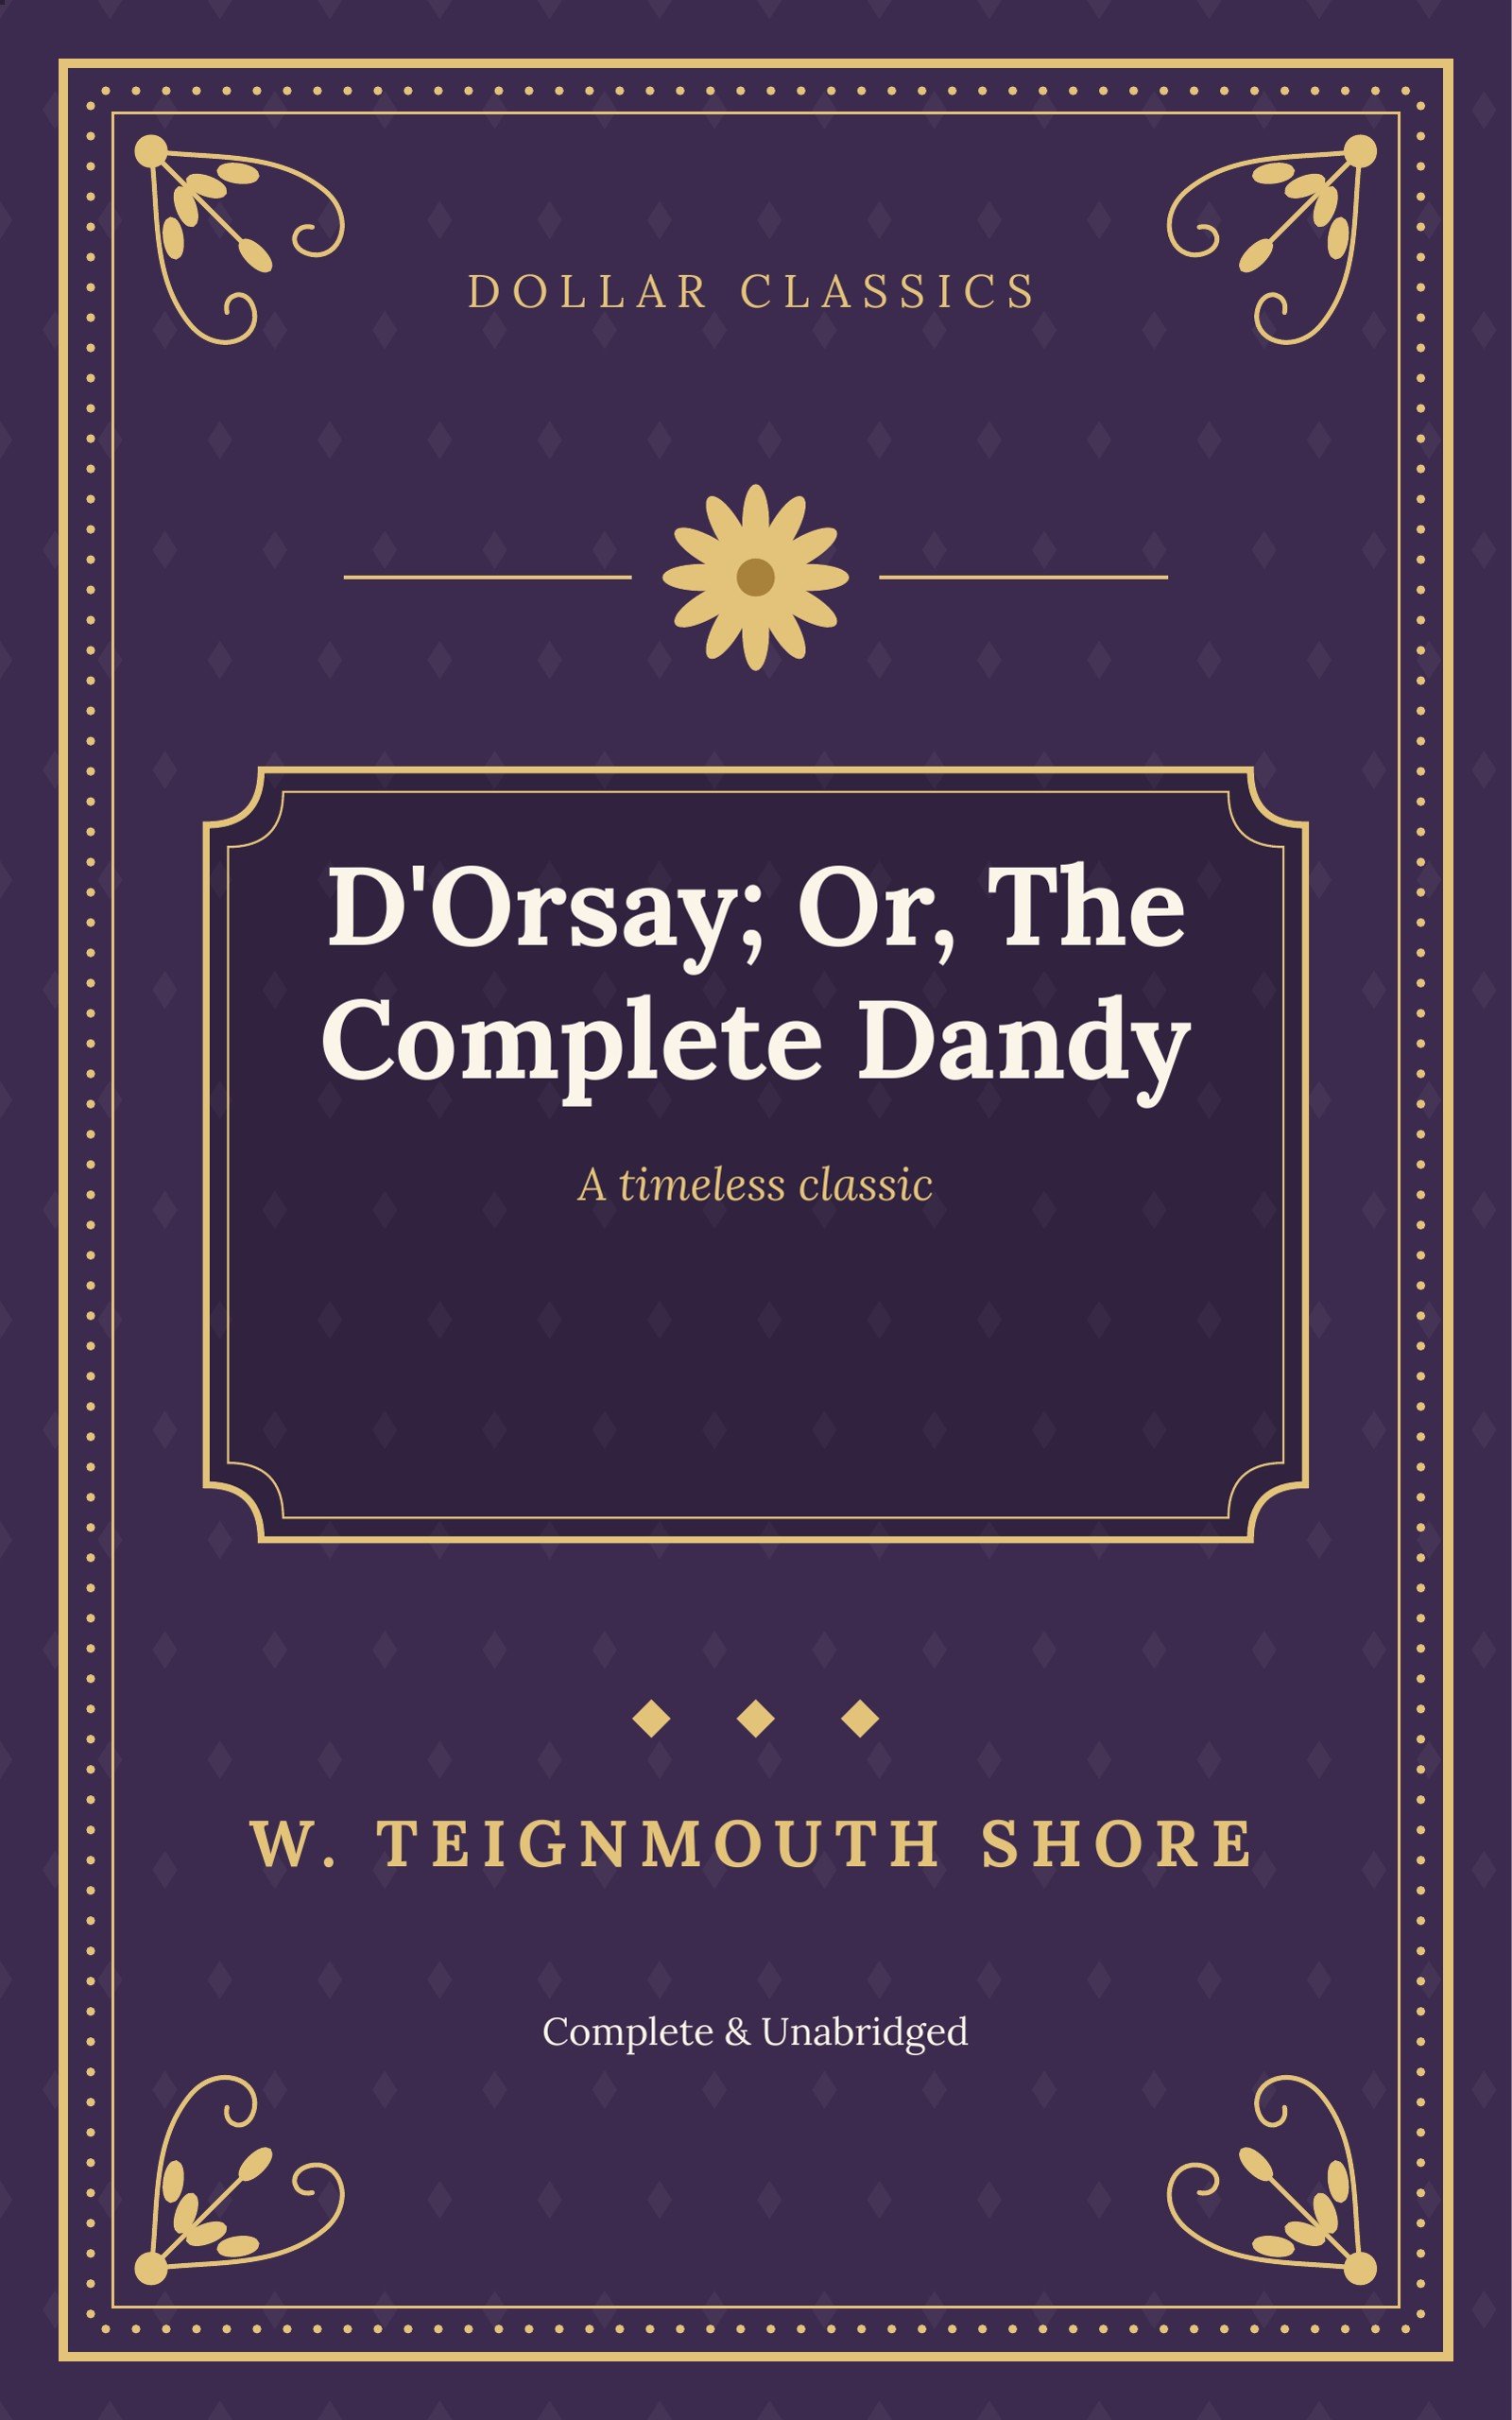 DOLLAR CLASSICS
D'Orsay; Or, The
Complete Dandy
A timeless classic
W. TEIGNMOUTH SHORE
Complete & Unabridged